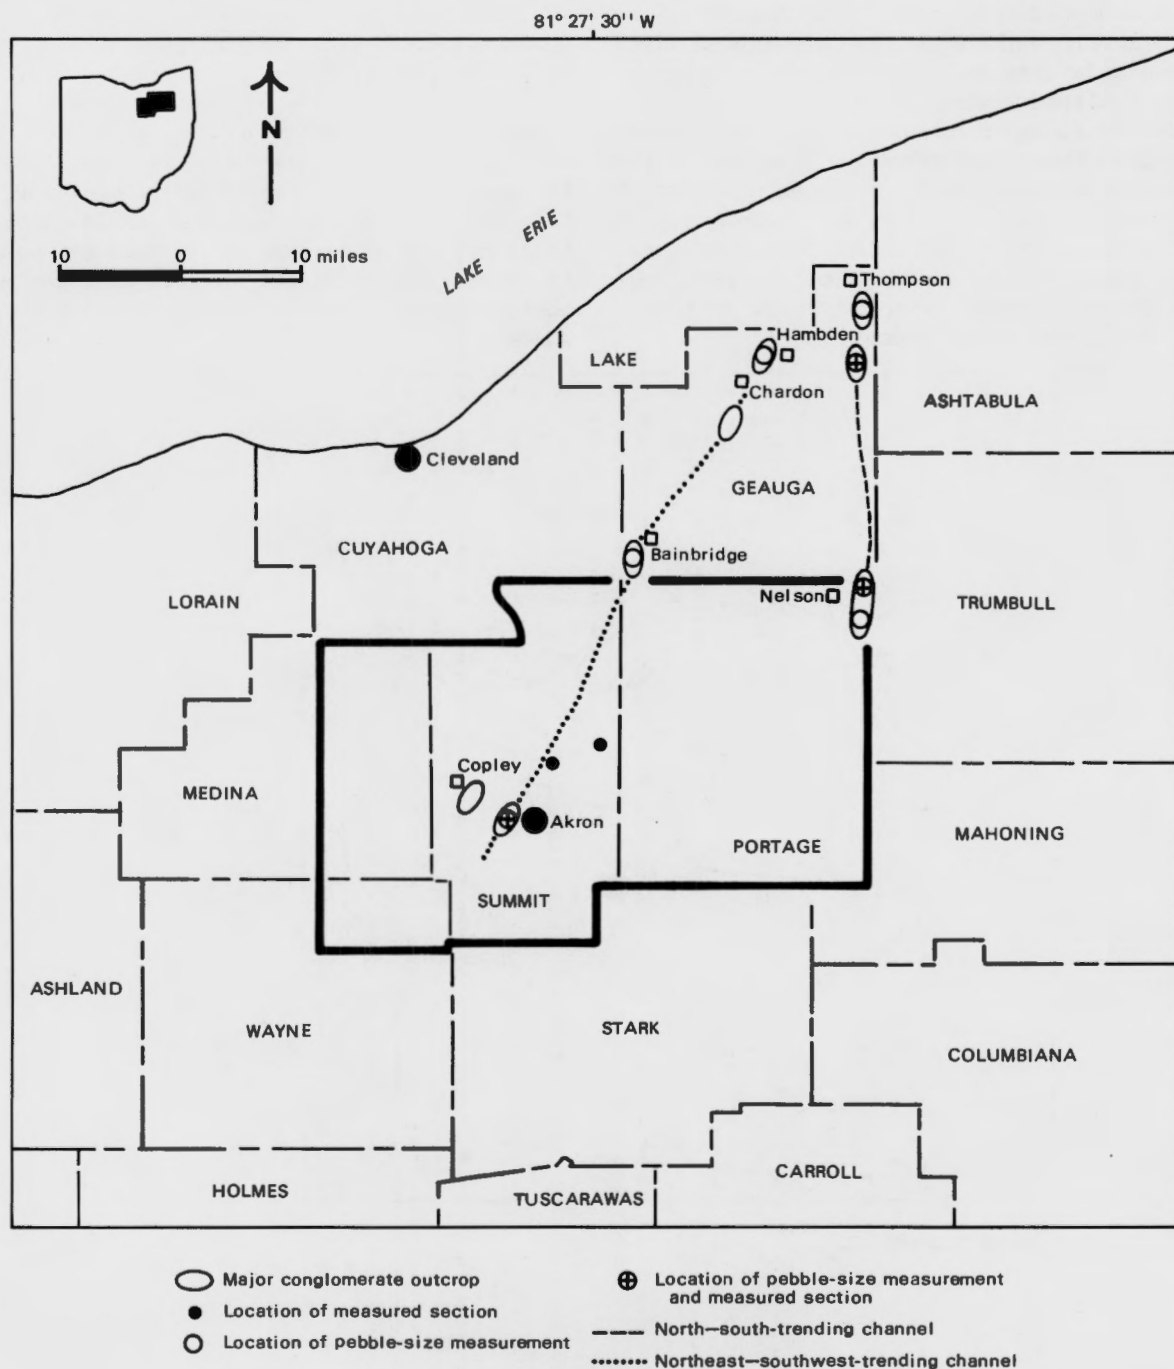 81° 27' 30'' W
N
10 0 10 miles
LAKE ERIE
Thompson
Hambden
LAKE
Chardon
ASHTABULA
Cleveland
GEAUGA
CUYAHOGA
Bainbridge
LORAIN
Nelson
TRUMBULL
Copley
MEDINA
Akron
MAHONING
PORTAGE
SUMMIT
ASHLAND
WAYNE
STARK
COLUMBIANA
CARROLL
HOLMES
TUSCARAWAS
Major conglomerate outcrop
Location of measured section
Location of pebble-size measurement
Location of pebble-size measurement
and measured section
North—south-trending channel
Northeast—southwest-trending channel